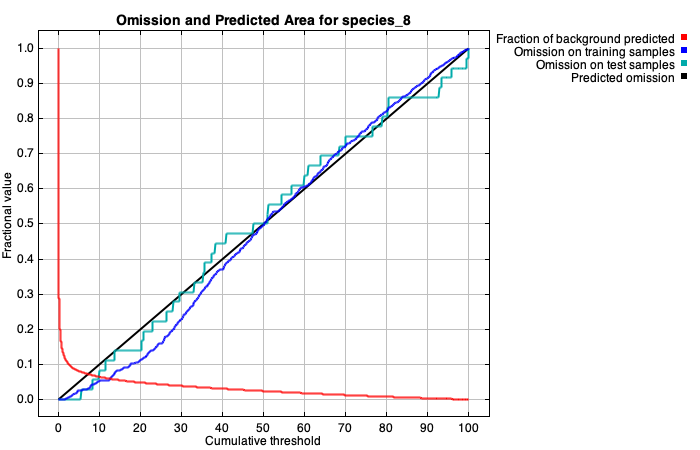 Omission and Predicted Area for species_8
Fraction of background predicted
Omission on training samples
Omission on test samples
Predicted omission
Fractional value
1.0
0.9
0.8
0.7
0.6
0.5
0.4
0.3
0.2
0.1
0.0
0 10 20 30 40 50 60 70 80 90 100
Cumulative threshold